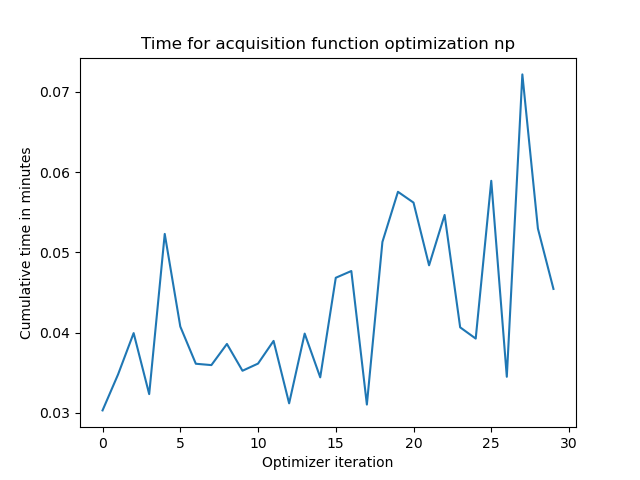 Time for acquisition function optimization np
Cumulative time in minutes
0.07
0.06
0.05
0.04
0.03
0 5 10 15 20 25 30
Optimizer iteration